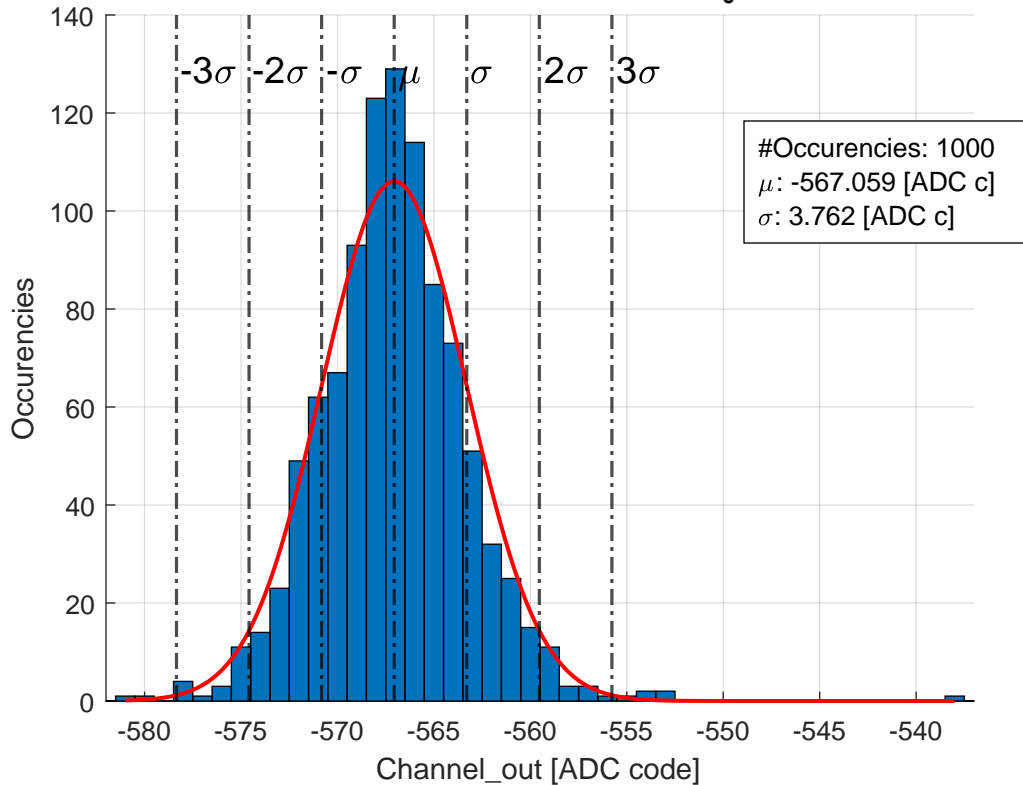 140
120
100
80
60
40
20
0
-3σ
-2σ
-σ
μ
σ
2σ
3σ
#Occurencies: 1000
μ: -567.059 [ADC c]
σ: 3.762 [ADC c]
Occurencies
-580
-575
-570
-565
-560
-555
-550
-545
-540
Channel_out [ADC code]